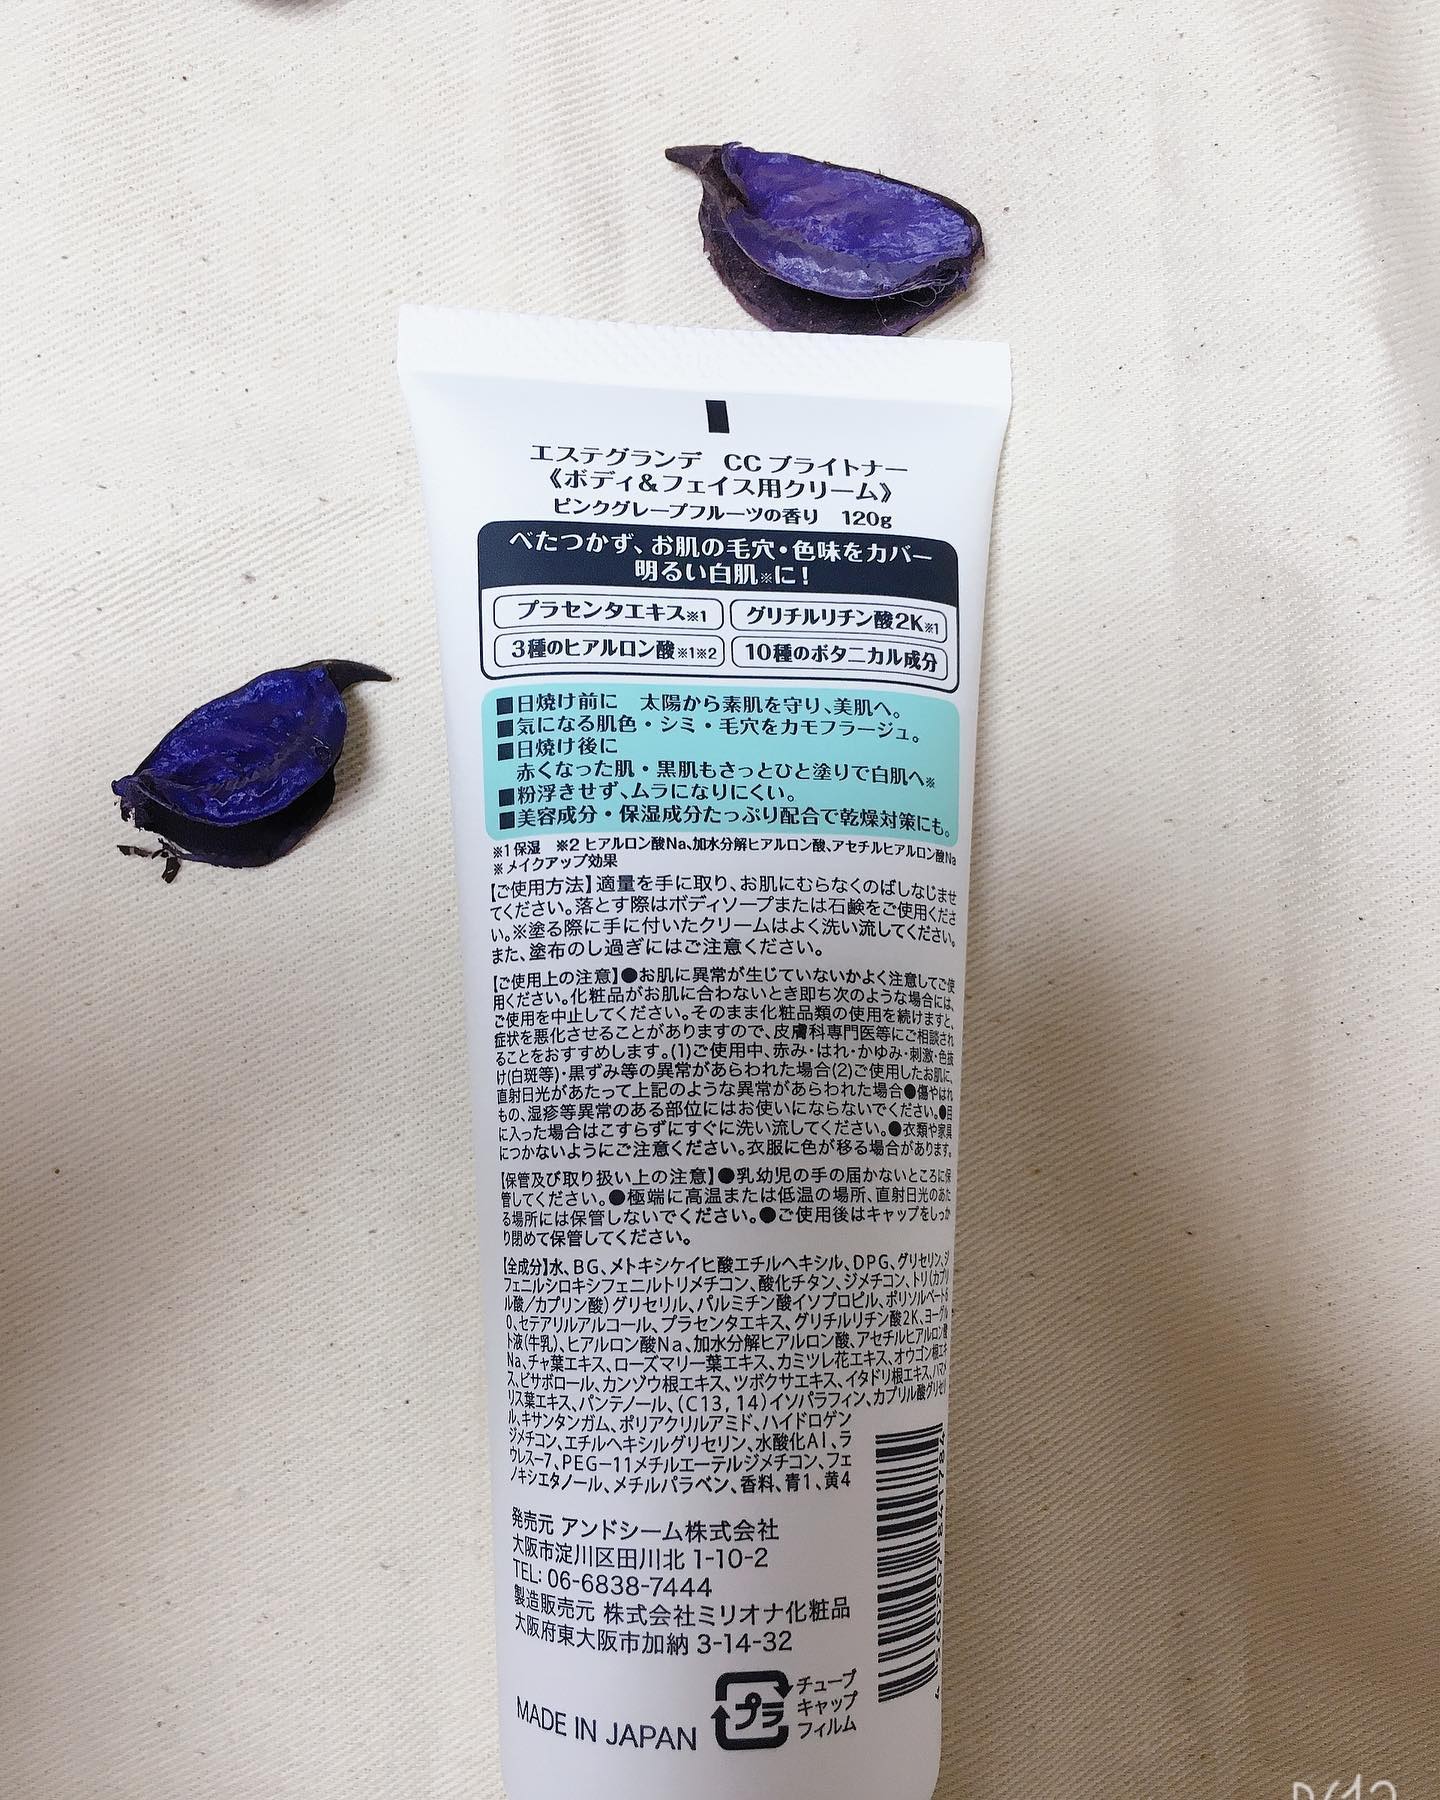 エステグランデ CCブライトナー
《ボディ&フェイス用クリーム》
ピンクグレープフルーツの香り 120g
べたつかず、お肌の毛穴・色味をカバー
明るい白肌※に!
プラセンタエキス※1 グリチルリチン酸2K※1
3種のヒアルロン酸※1※2 10種のボタニカル成分
■日焼け前に 太陽から素肌を守り、美肌へ。
■気になる肌色・シミ・毛穴をカモフラージュ。
■日焼け後に
赤くなった肌・黒肌もさっとひと塗りで白肌へ※
■粉浮きせず、ムラになりにくい。
■美容成分・保湿成分たっぷり配合で乾燥対策にも。
※1保湿 ※2 ヒアルロン酸Na、加水分解ヒアルロン酸、アセチルヒアルロン酸Na
※メイクアップ効果
【ご使用方法】適量を手に取り、お肌にむらなくのばしなじませ
てください。落とす際はボディソープまたは石鹸をご使用くださ
い。※塗る際に手に付いたクリームはよく洗い流してください。
また、塗布のし過ぎにはご注意ください。
【ご使用上の注意】●お肌に異常が生じていないかよく注意してご使
用ください。化粧品がお肌に合わないとき即ち次のような場合には、
ご使用を中止してください。そのまま化粧品類の使用を続けますと、
症状を悪化させることがありますので、皮膚科専門医等にご相談され
ることをおすすめします。(1)ご使用中、赤み・はれ・かゆみ・刺激・色抜
け(白斑等)・黒ずみ等の異常があらわれた場合(2)ご使用したお肌に、
直射日光があたって上記のような異常があらわれた場合●傷やはれ
もの、湿疹等異常のある部位にはお使いにならないでください。●目
に入った場合はこすらずにすぐに洗い流してください。●衣類や家具
につかないようにご注意ください。衣服に色が移る場合があります。
【保管及び取り扱い上の注意】●乳幼児の手の届かないところに保
管してください。●極端に高温または低温の場所、直射日光のあた
る場所には保管しないでください。●ご使用後はキャップをしっか
り閉めて保管してください。
【全成分】水、BG、メトキシケイヒ酸エチルヘキシル、DPG、グリセリン、ジ
フェニルシロキシフェニルトリメチコン、酸化チタン、ジメチコン、トリ(カプリ
ル酸/カプリン酸)グリセリル、パルミチン酸イソプロピル、ポリソルベート6
0、セテアリルアルコール、プラセンタエキス、グリチルリチン酸2K、ヨーグル
ト液(牛乳)、ヒアルロン酸Na、加水分解ヒアルロン酸、アセチルヒアルロン酸
Na、チャ葉エキス、ローズマリー葉エキス、カミツレ花エキス、オウゴン根エキ
ス、ビサボロール、カンゾウ根エキス、ツボクサエキス、イタドリ根エキス、ハマメ
リス葉エキス、パンテノール、(C13,14)イソパラフィン、カプリル酸グリセリ
ル、キサンタンガム、ポリアクリルアミド、ハイドロゲン
ジメチコン、エチルヘキシルグリセリン、水酸化Al、ラ
ウレス-7、PEG-11メチルエーテルジメチコン、フェ
ノキシエタノール、メチルパラベン、香料、青1、黄4
発売元 アンドシーム株式会社
大阪市淀川区田川北 1-10-2
TEL: 06-6838-7444
製造販売元 株式会社ミリオナ化粧品
大阪府東大阪市加納 3-14-32
MADE IN JAPAN
プラ
チューブ
キャップ
フィルム